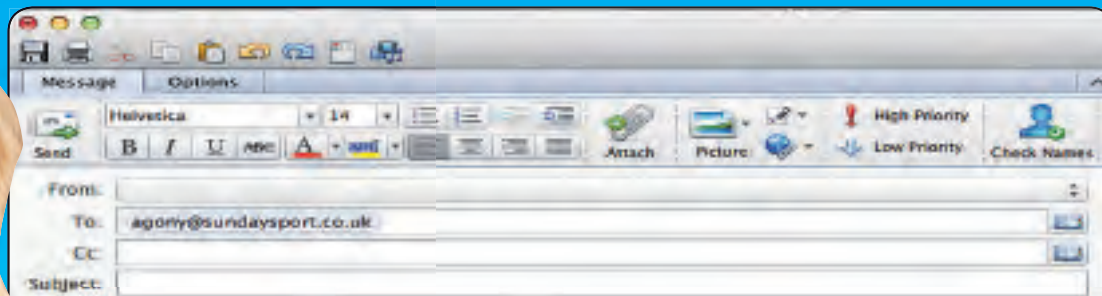 Message Options
Helvetica 14 High Priority
Send B I U ABC A Attach Picture Low Priority Check Names
From:
To: agony@sundaysport.co.uk
Cc:
Subject: